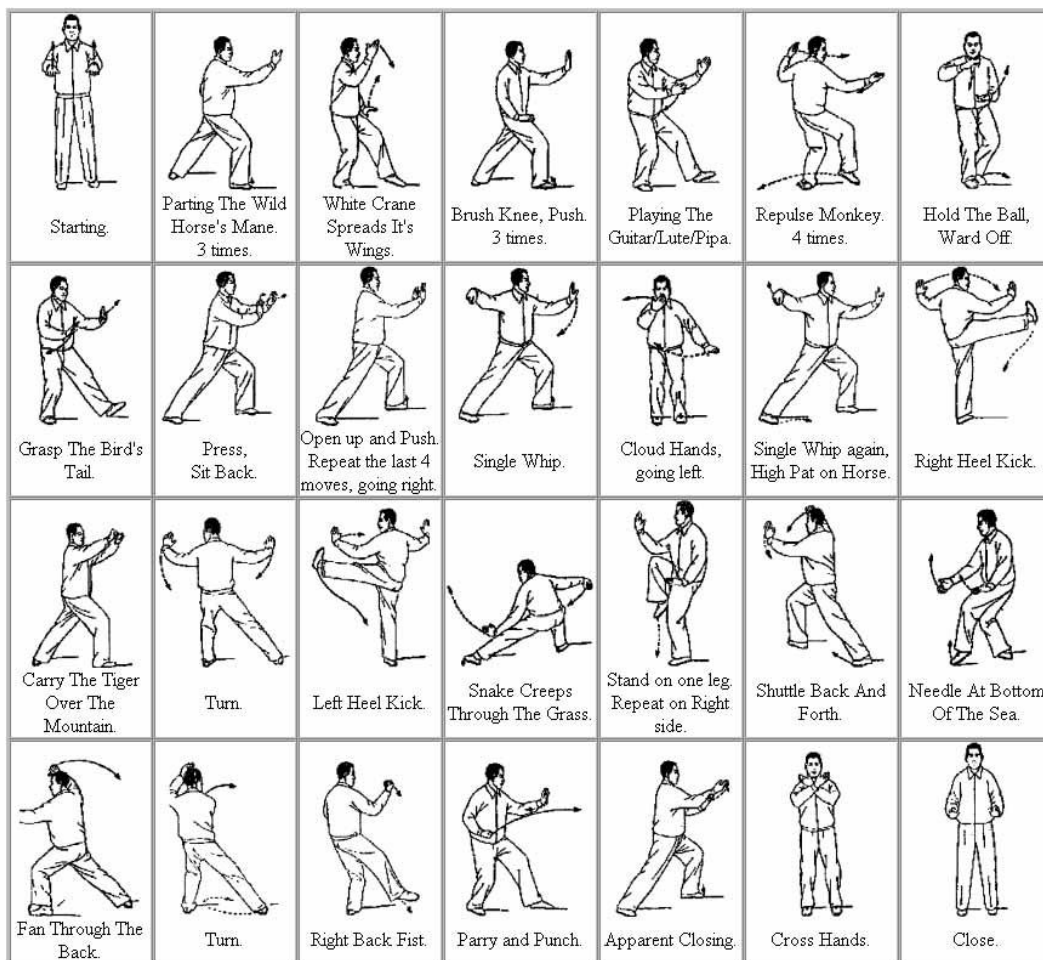 Starting.
Parting The Wild
Horse's Mane.
3 times.
White Crane
Spreads It's
Wings.
Brush Knee, Push.
3 times.
Playing The
Guitar/Lute/Pipa.
Repulse Monkey.
4 times.
Hold The Ball,
Ward Off.
Grasp The Bird's
Tail.
Press,
Sit Back.
Open up and Push.
Repeat the last 4
moves, going right.
Single Whip.
Cloud Hands,
going left.
Single Whip again,
High Pat on Horse.
Right Heel Kick.
Carry The Tiger
Over The
Mountain.
Turn.
Left Heel Kick.
Snake Creeps
Through The Grass.
Stand on one leg.
Repeat on Right
side.
Shuttle Back And
Forth.
Needle At Bottom
Of The Sea.
Fan Through The
Back.
Turn.
Right Back Fist.
Parry and Punch.
Apparent Closing.
Cross Hands.
Close.